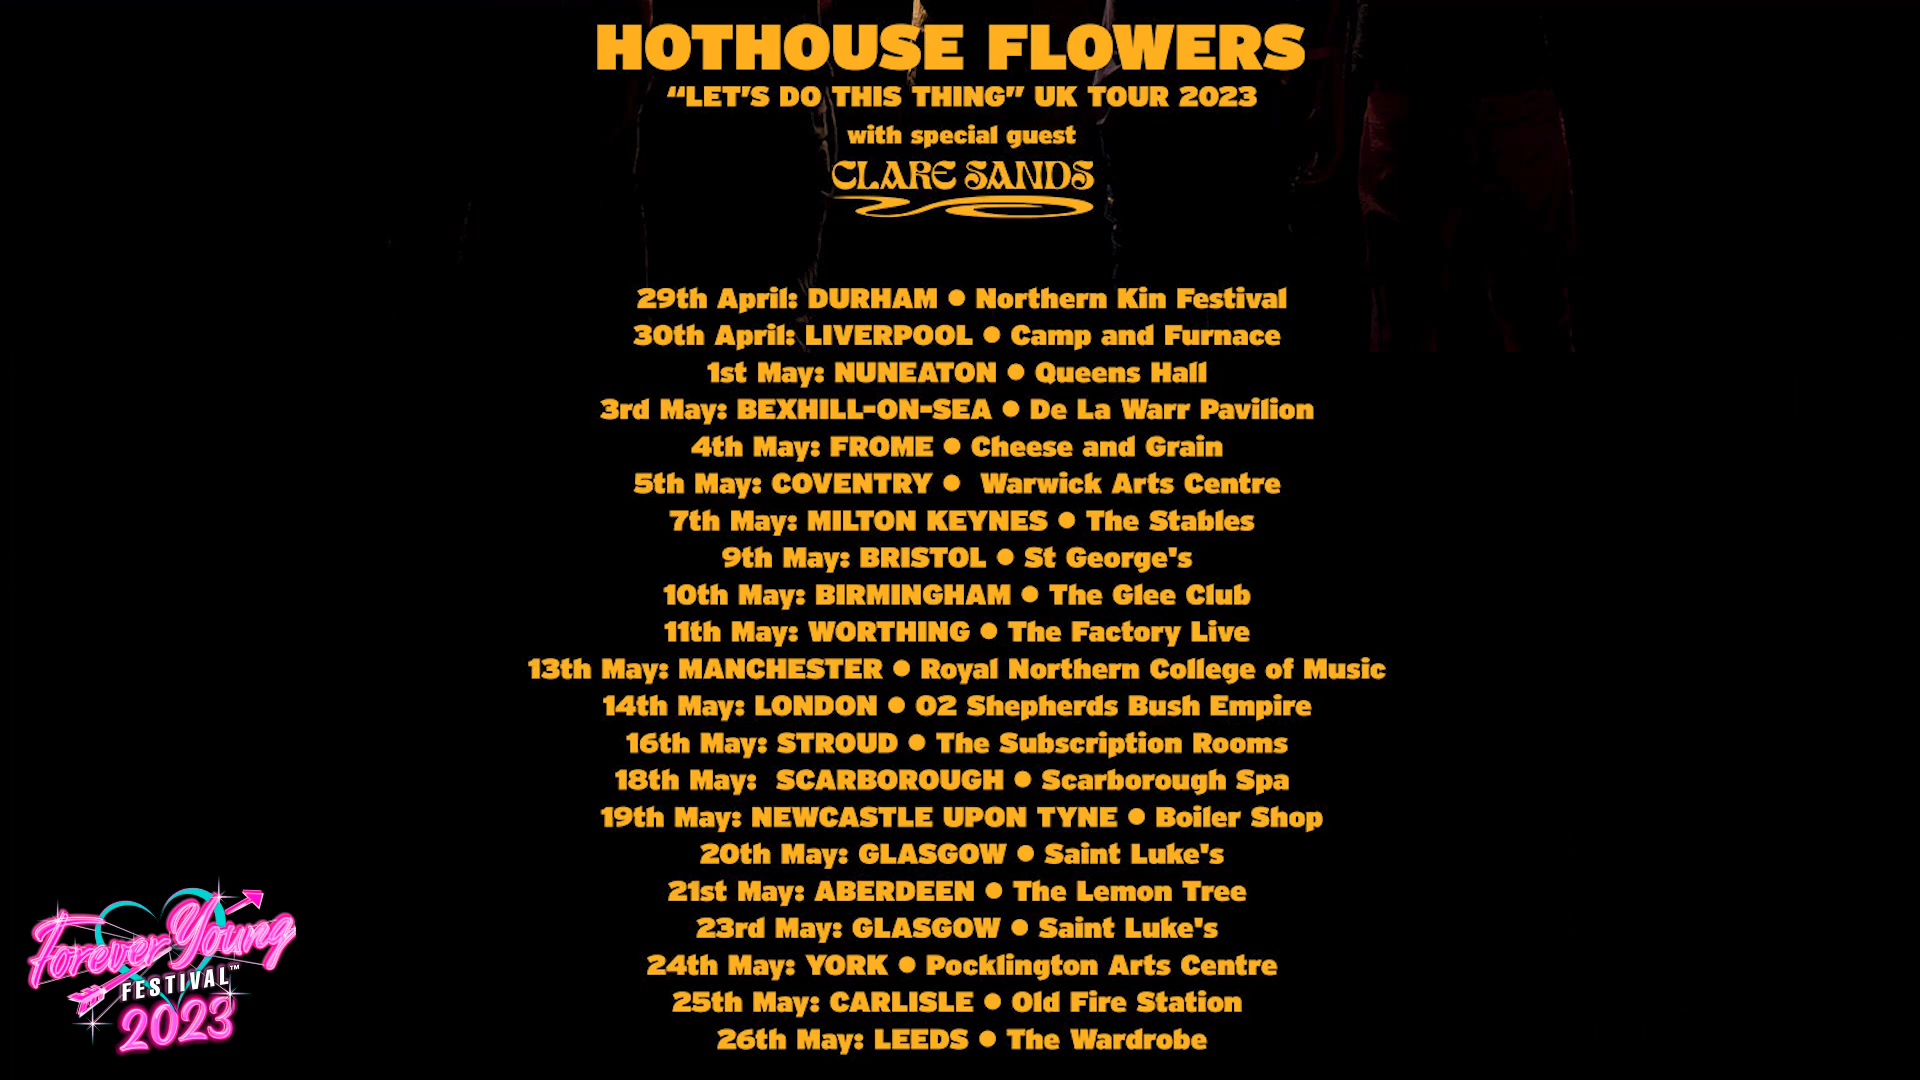 HOTHOUSE FLOWERS
“LET'S DO THIS THING” UK TOUR 2023
with special guest
CLARE SANDS
29th April: DURHAM ● Northern Kin Festival
30th April: LIVERPOOL ● Camp and Furnace
1st May: NUNEATON ● Queens Hall
3rd May: BEXHILL-ON-SEA ● De La Warr Pavilion
4th May: FROME ● Cheese and Grain
5th May: COVENTRY ● Warwick Arts Centre
7th May: MILTON KEYNES ● The Stables
9th May: BRISTOL ● St George's
10th May: BIRMINGHAM ● The Glee Club
11th May: WORTHING ● The Factory Live
13th May: MANCHESTER ● Royal Northern College of Music
14th May: LONDON ● O2 Shepherds Bush Empire
16th May: STROUD ● The Subscription Rooms
18th May: SCARBOROUGH ● Scarborough Spa
19th May: NEWCASTLE UPON TYNE ● Boiler Shop
20th May: GLASGOW ● Saint Luke's
21st May: ABERDEEN ● The Lemon Tree
23rd May: GLASGOW ● Saint Luke's
24th May: YORK ● Pocklington Arts Centre
25th May: CARLISLE ● Old Fire Station
26th May: LEEDS ● The Wardrobe
Forever Young
FESTIVAL™
2023